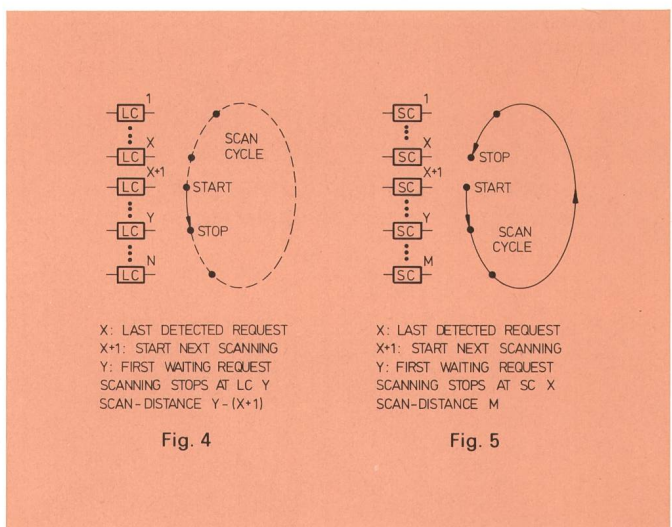 1
LC
X
LC
X+1
LC
Y
LC
N
LC
SCAN
CYCLE
START
STOP
X: LAST DETECTED REQUEST
X+1: START NEXT SCANNING
Y: FIRST WAITING REQUEST
SCANNING STOPS AT LC Y
SCAN-DISTANCE Y-(X+1)
Fig. 4
1
SC
X
SC
X+1
SC
Y
SC
M
SC
STOP
START
SCAN
CYCLE
X: LAST DETECTED REQUEST
X+1: START NEXT SCANNING
Y: FIRST WAITING REQUEST
SCANNING STOPS AT SC X
SCAN-DISTANCE M
Fig. 5